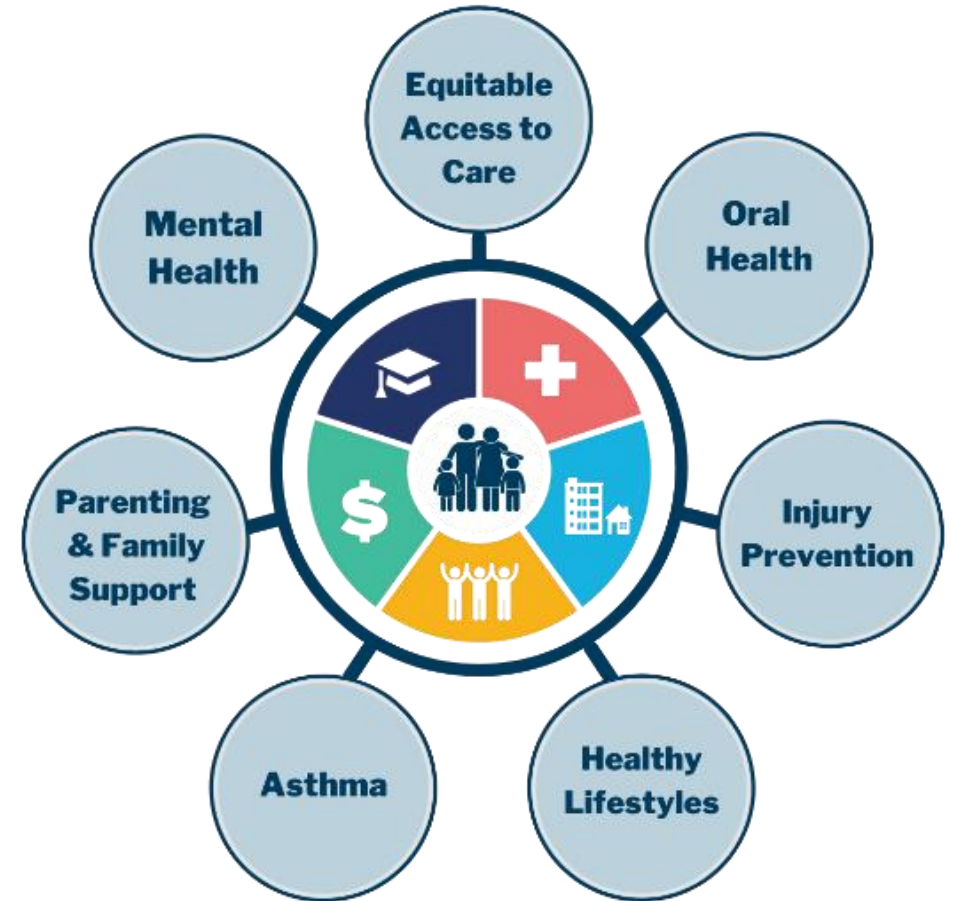 Equitable
Access to
Care
Oral
Health
Injury
Prevention
Healthy
Lifestyles
Asthma
Parenting
& Family
Support
Mental
Health
$